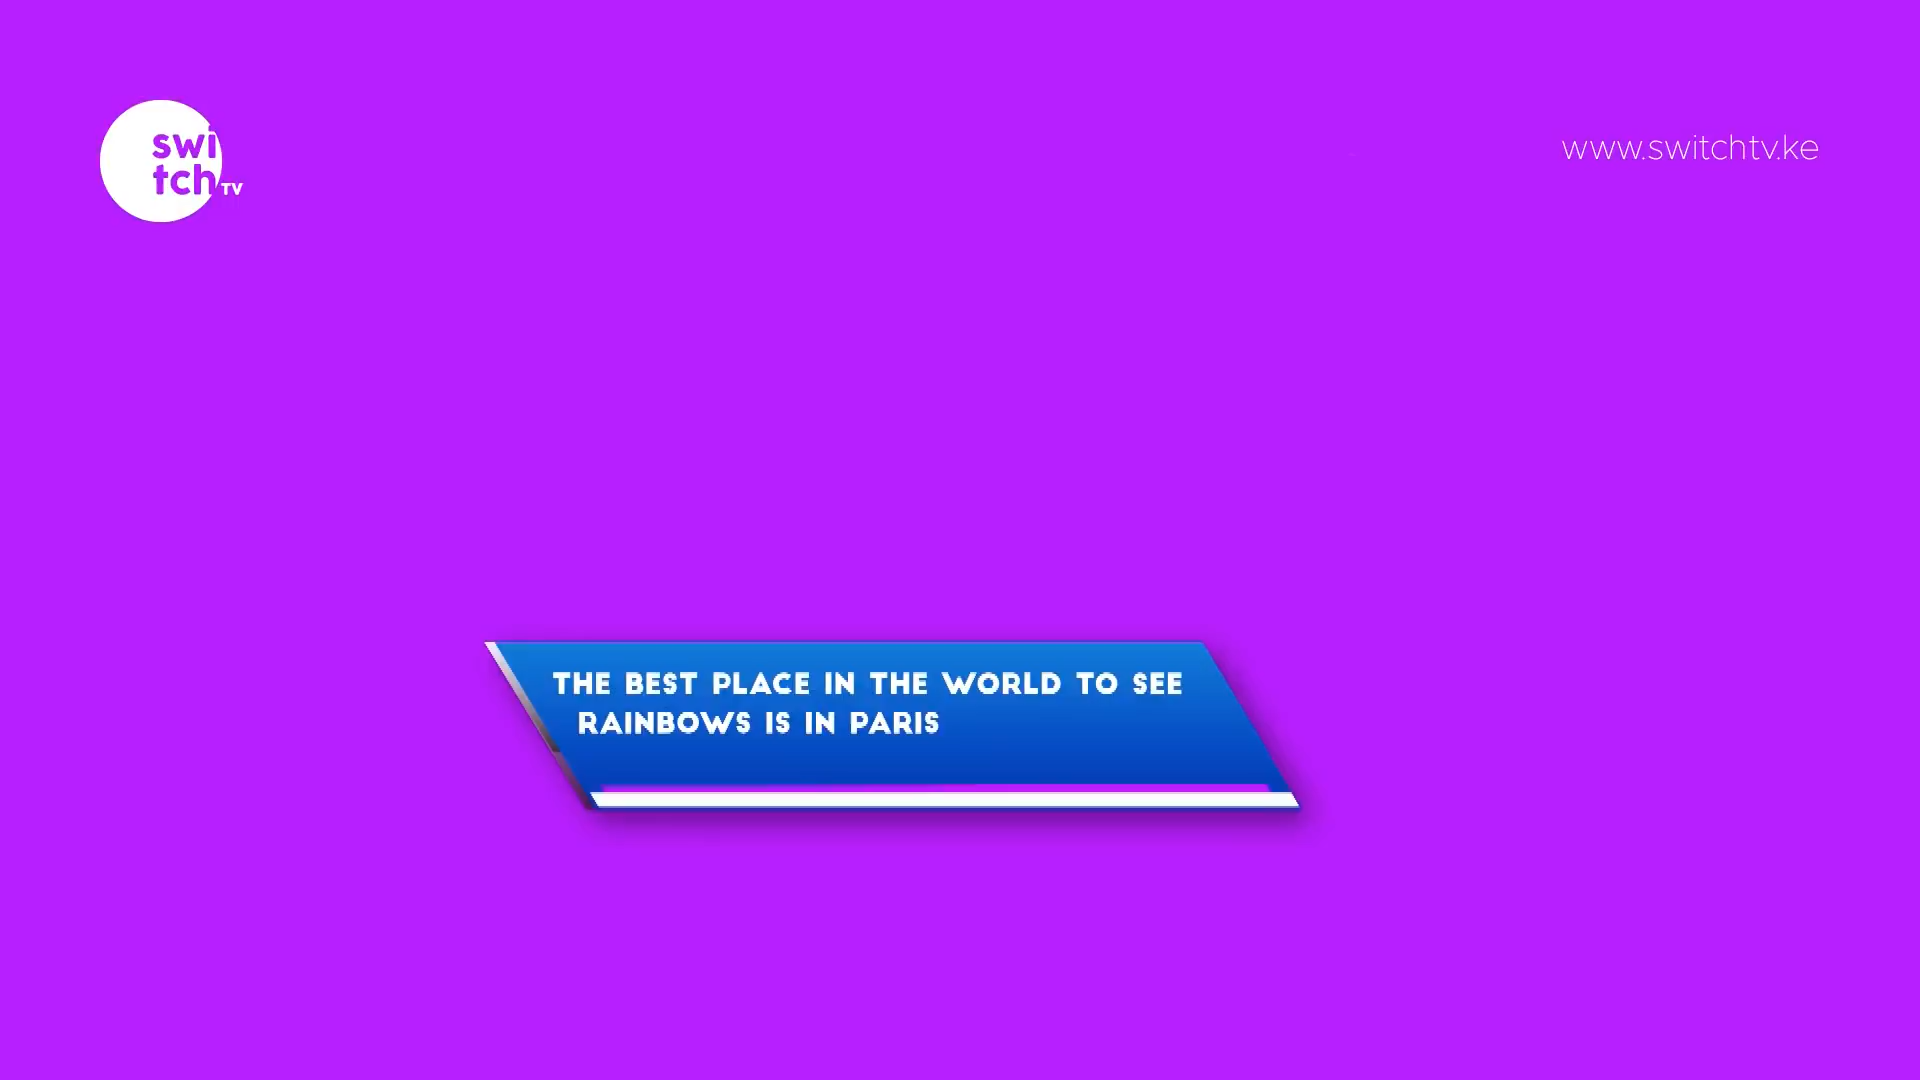 swi
tch TV
www.switchtv.ke
THE BEST PLACE IN THE WORLD TO SEE
RAINBOWS IS IN PARIS